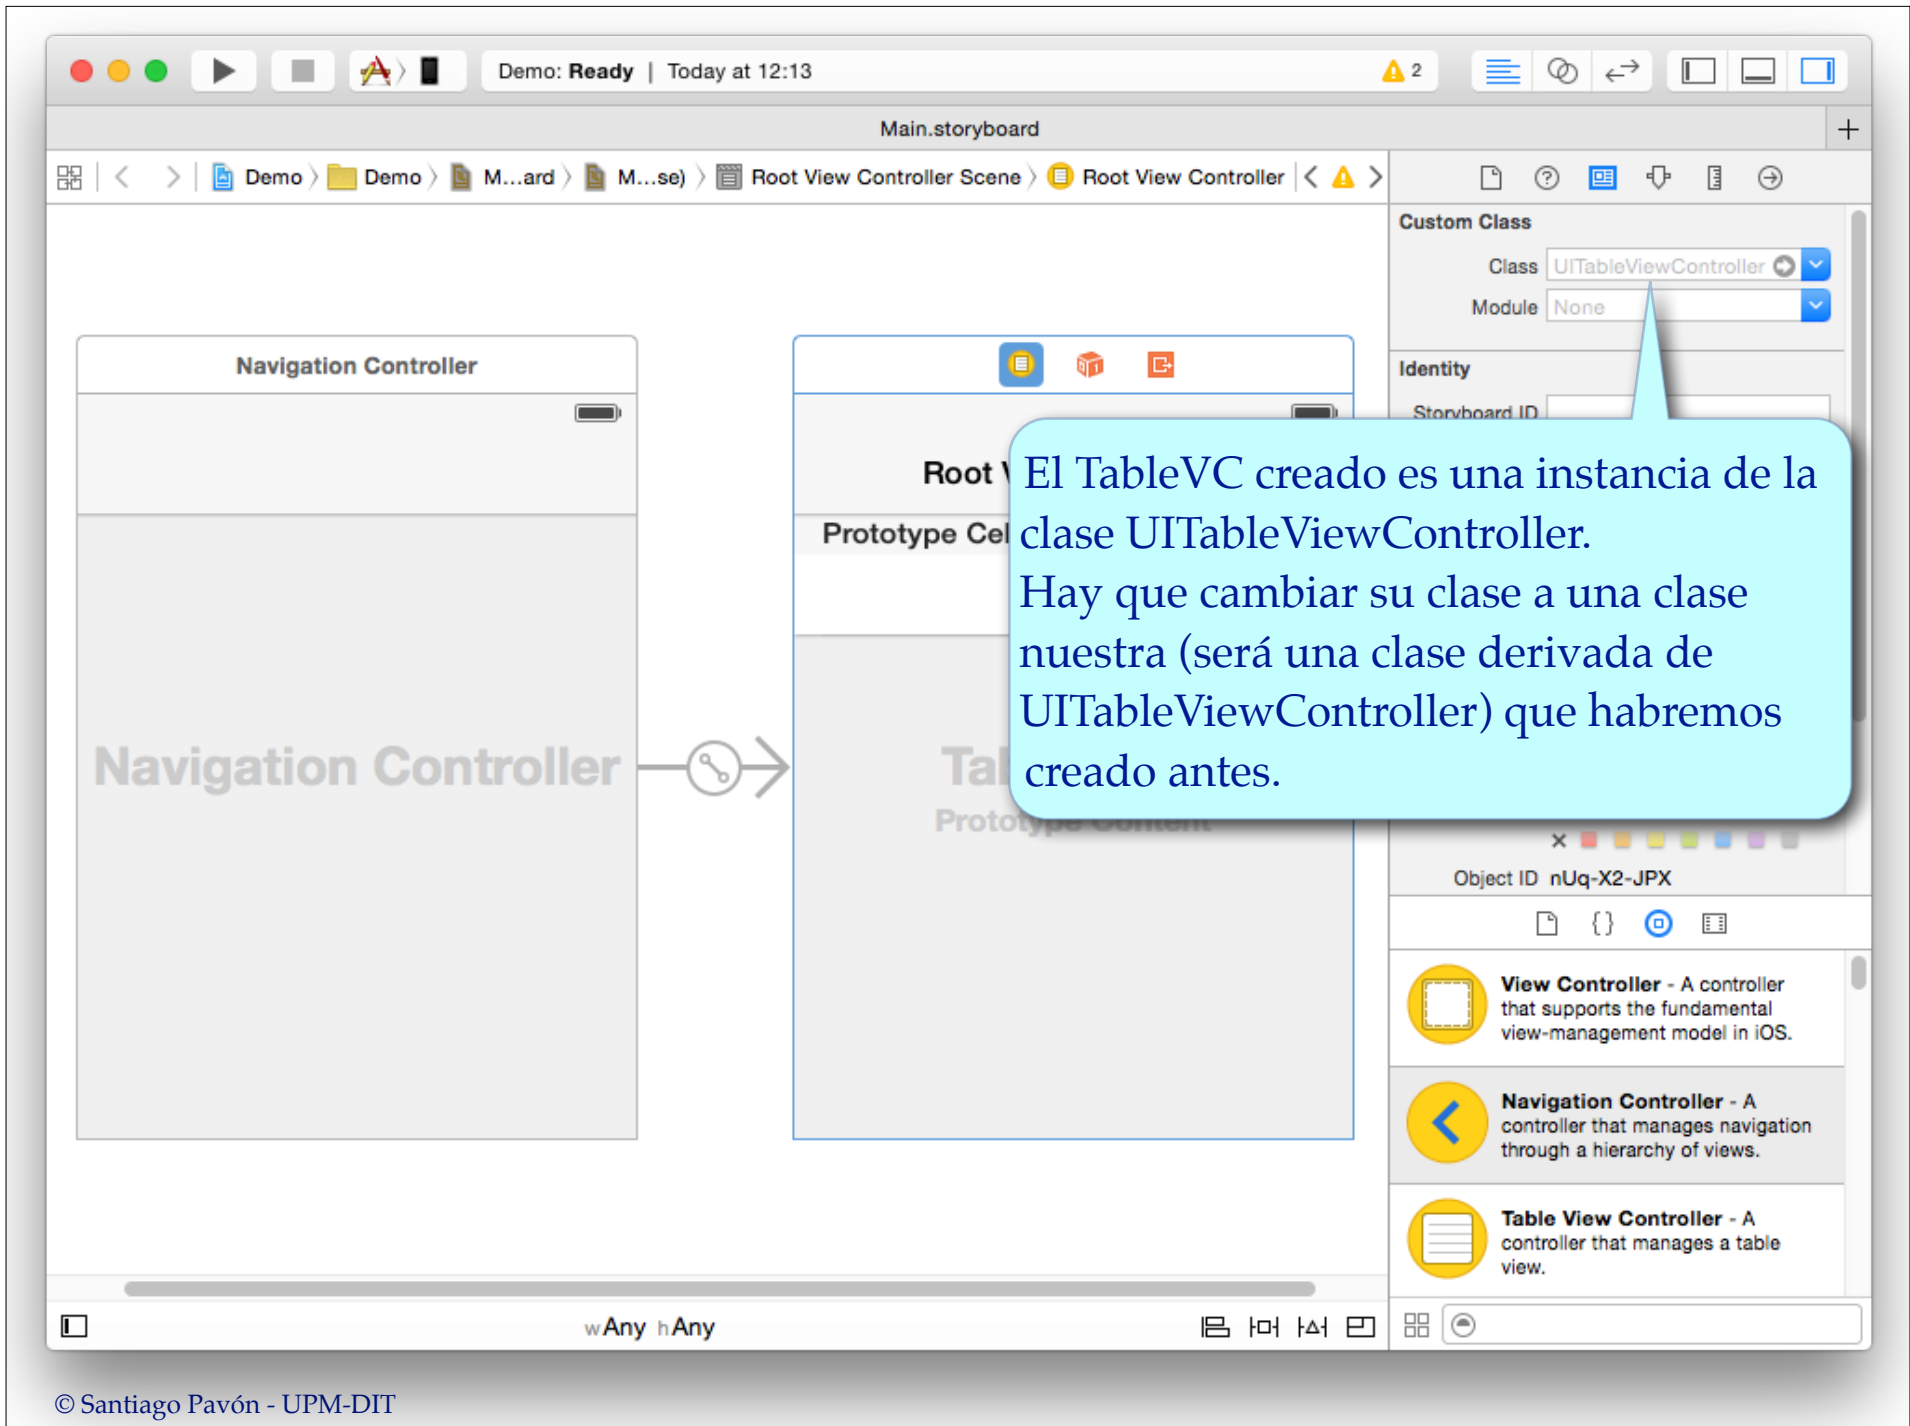 Demo: Ready | Today at 12:13
2
Main.storyboard
Demo
Demo
M...ard
M...se)
Root View Controller Scene
Root View Controller
Custom Class
Class UITableViewController
Module None
Identity
Storyboard ID
Navigation Controller
Root
Prototype Cel
Navigation Controller
Prototype Content
El TableVC creado es una instancia de la
clase UITableViewController.
Hay que cambiar su clase a una clase
nuestra (será una clase derivada de
UITableViewController) que habremos
creado antes.
Object ID nUq-X2-JPX
View Controller - A controller
that supports the fundamental
view-management model in iOS.
Navigation Controller - A
controller that manages navigation
through a hierarchy of views.
Table View Controller - A
controller that manages a table
view.
wAny hAny
© Santiago Pavón - UPM-DIT